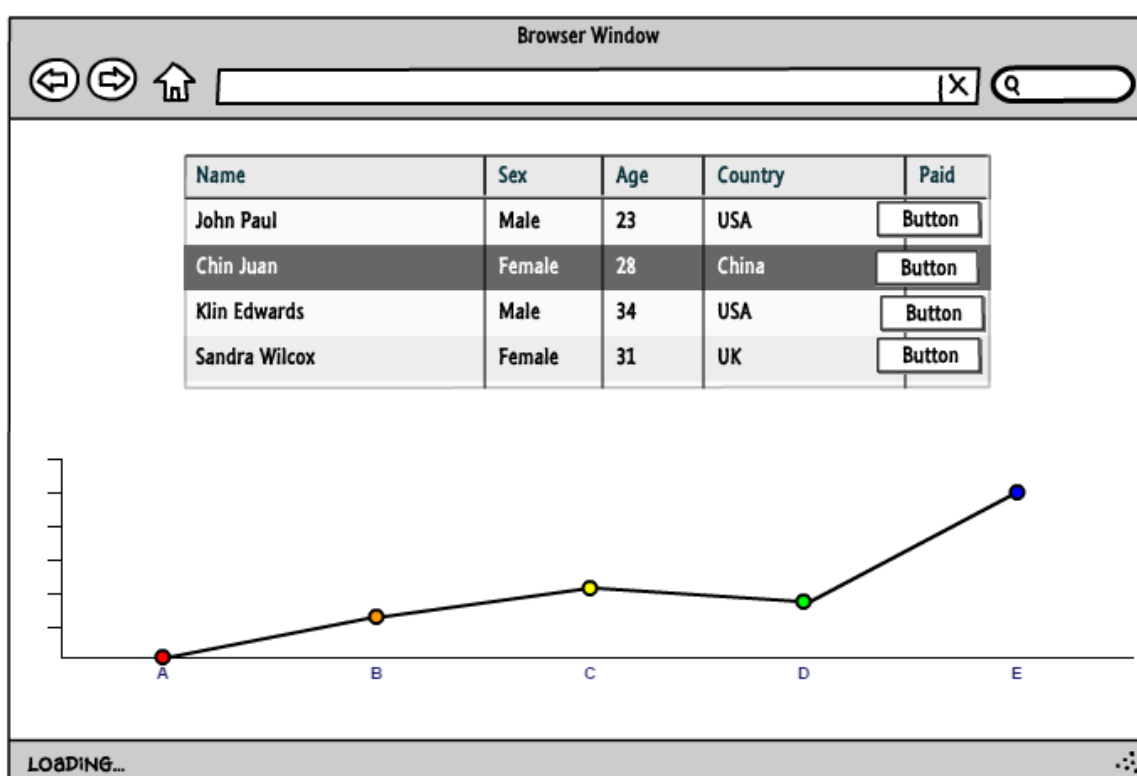 Browser Window
Name Sex Age Country Paid
John Paul Male 23 USA Button
Chin Juan Female 28 China Button
Klin Edwards Male 34 USA Button
Sandra Wilcox Female 31 UK Button
A B C D E
LOADING...